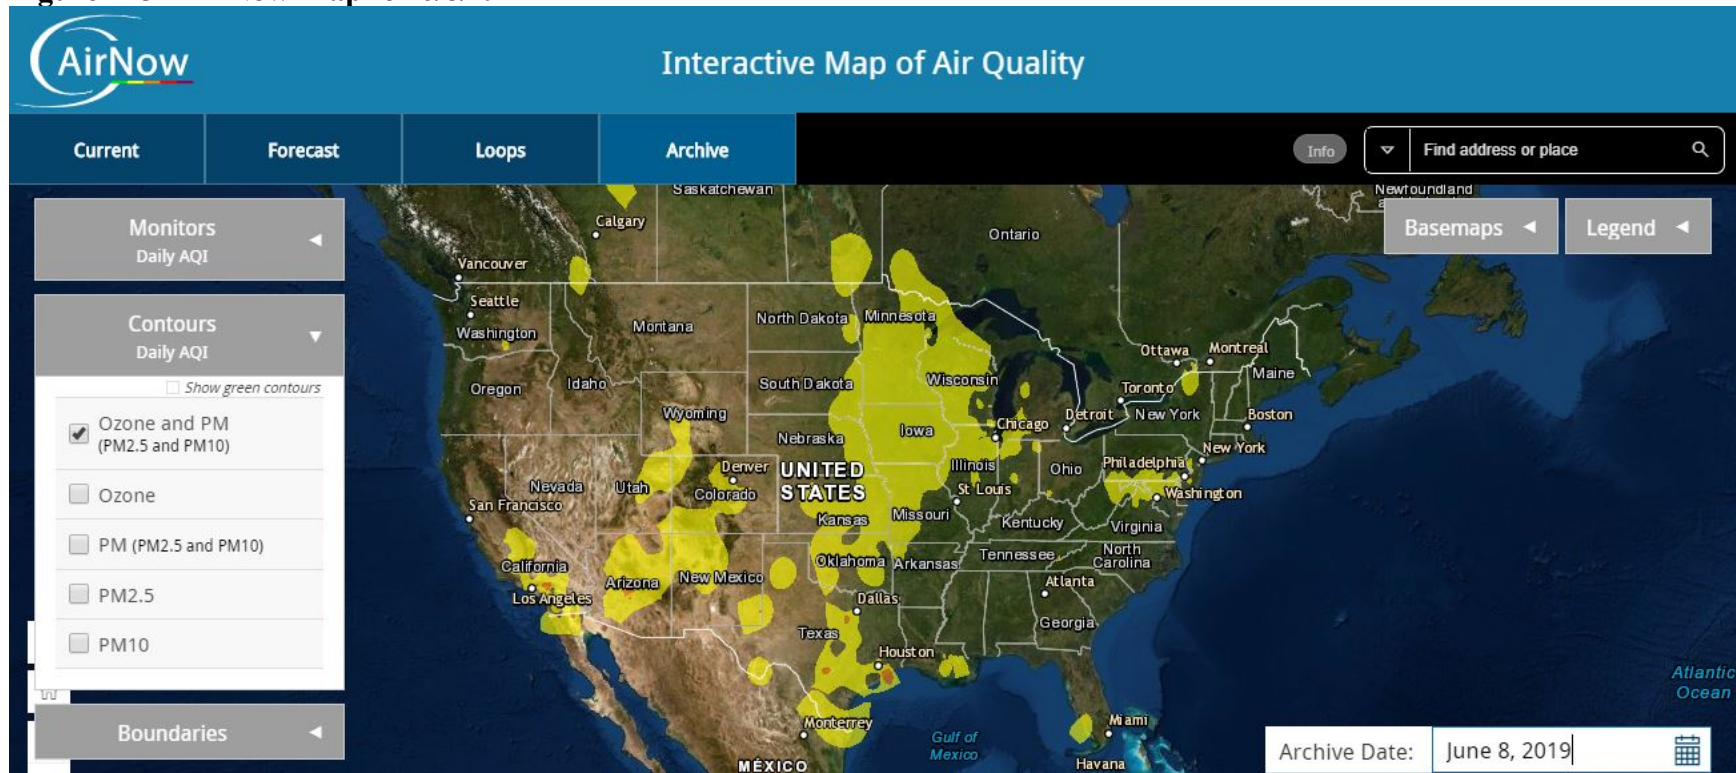 AirNow
Interactive Map of Air Quality
Current
Forecast
Loops
Archive
Info
Find address or place
Monitors
Daily AQI
Contours
Daily AQI
Show green contours
Ozone and PM
(PM2.5 and PM10)
Ozone
PM (PM2.5 and PM10)
PM2.5
PM10
Boundaries
Basemaps
Legend
Saskatchewan
Newfoundland
Calgary
Ontario
Vancouver
Seattle
Washington
Montana
North Dakota
Minnesota
Ottawa
Montreal
Maine
Oregon
Idaho
South Dakota
Wisconsin
Toronto
Wyoming
Detroit
New York
Boston
Chicago
Nebraska
Iowa
New York
Denver
UNITED
STATES
Illinois
Ohio
Philadelphia
Nevada
Utah
Colorado
St Louis
Washington
San Francisco
Kansas
Missouri
Kentucky
Virginia
California
Oklahoma
Arkansas
Tennessee
North
Carolina
Los Angeles
Arizona
New Mexico
Atlanta
Dallas
Georgia
Texas
Houston
Atlantic
Ocean
Monterrey
Gulf of
Mexico
Miami
Havana
MÉXICO
Archive Date:
June 8, 2019